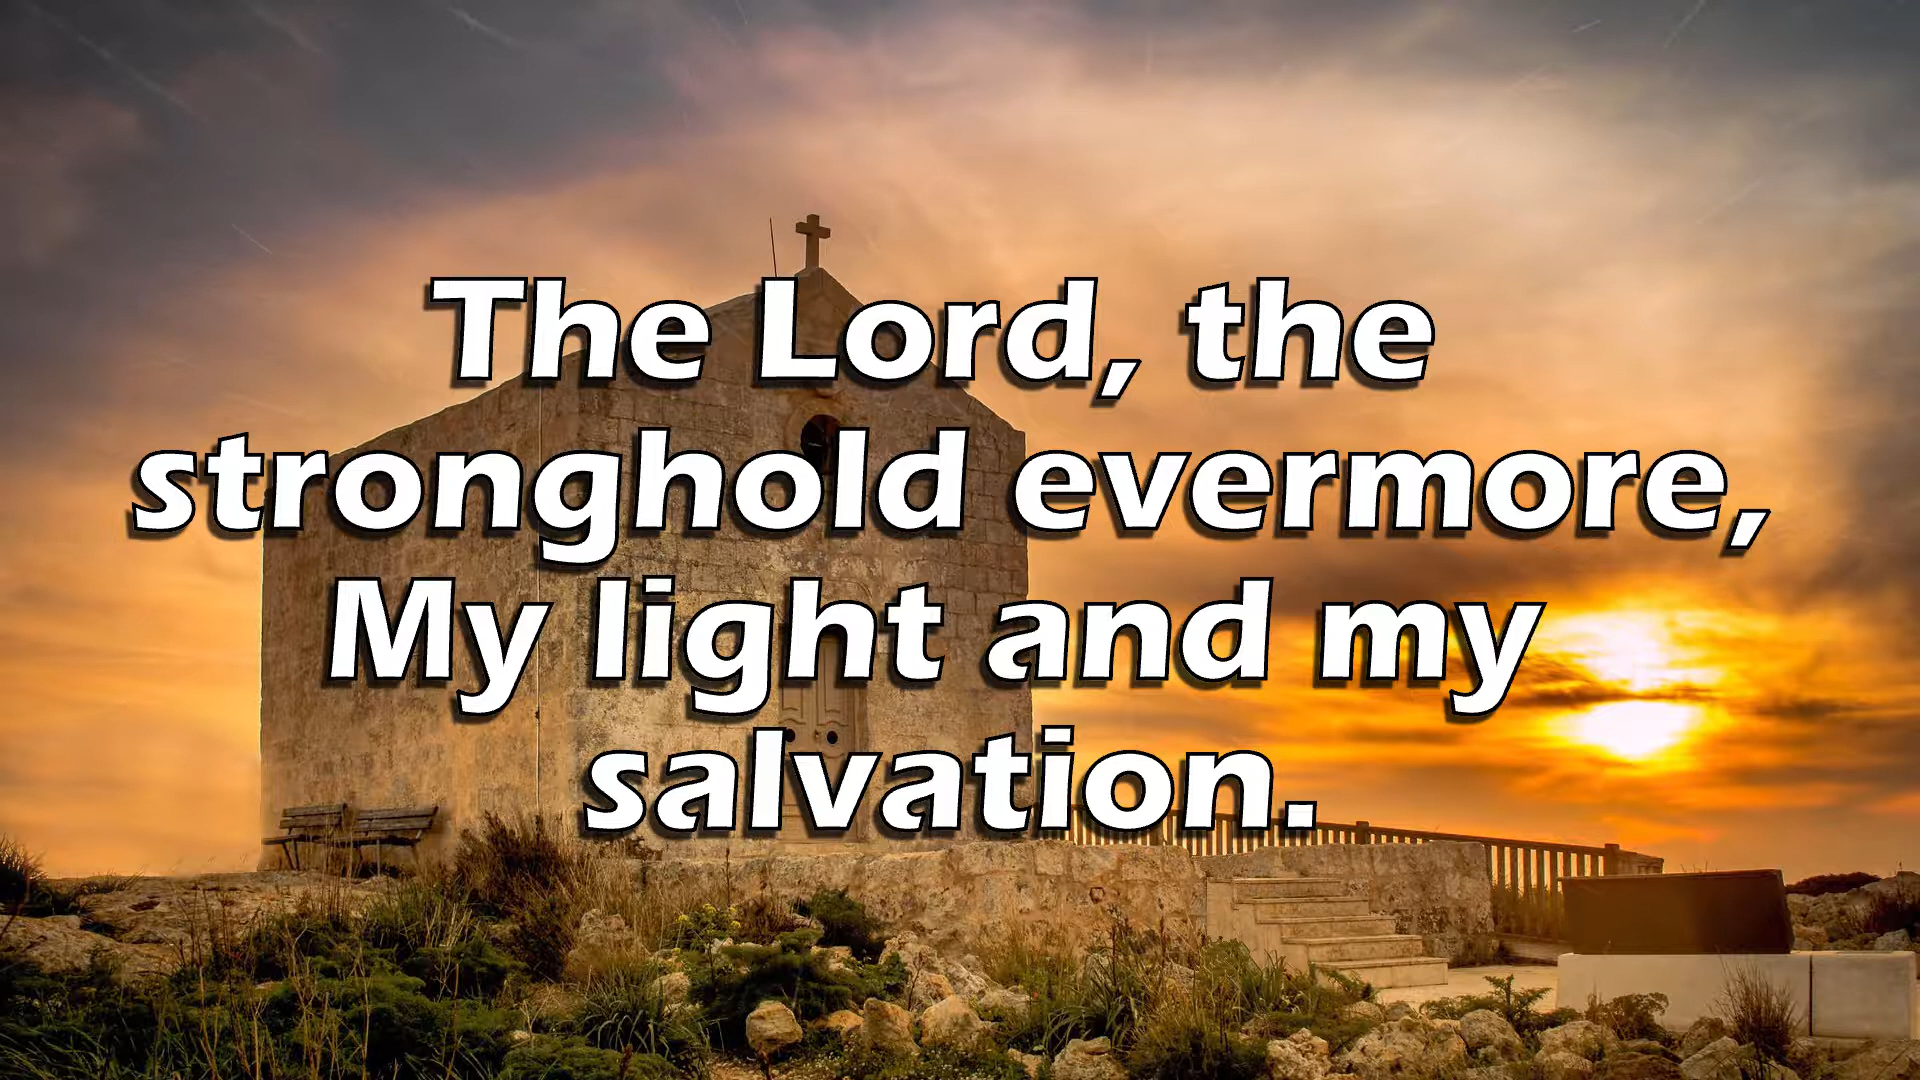 The Lord, the
stronghold evermore,
My light and my
salvation.